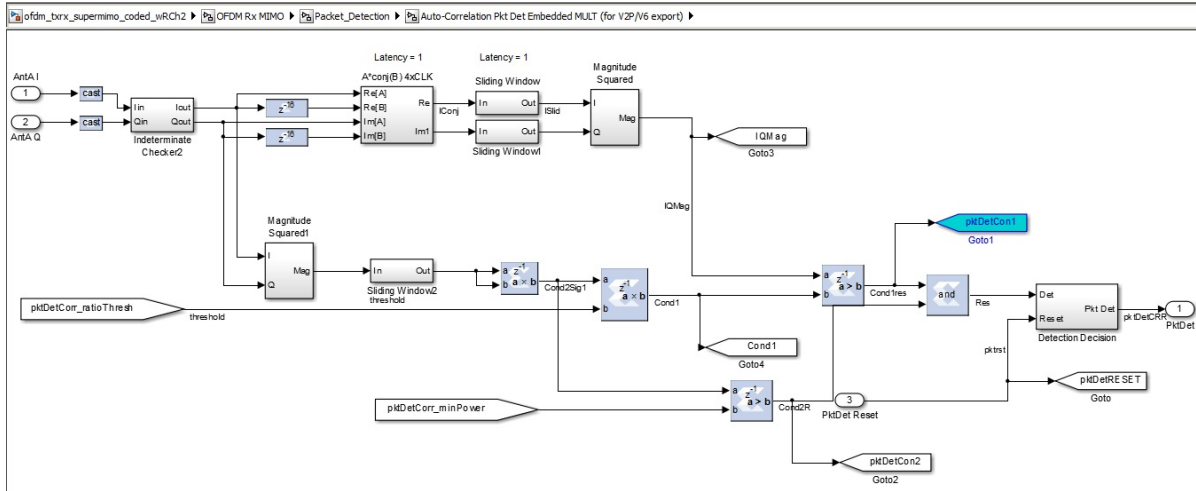 ofdm_txrx_supermimo_coded_wRCh2 OFDM Rx MIMO Packet_Detection Auto-Correlation Pkt Det Embedded MULT (for V2P/V6 export)
Latency = 1 Latency = 1
AntA I
1
cast
2
AntA Q
cast
Iin Iout
Qin Qout
Indeterminate
Checker2
z-16
z-16
A*conj(B) 4xCLK
Re[A]
Re[B]
Im[A]
Im[B]
Re
Im1
IConj
Sliding Window
In Out
ISlid
In Out
Sliding Window1
Magnitude
Squared
I
Q
Mag
IQMag
Goto3
IQMag
Magnitude
Squared1
I
Q
Mag
In Out
Sliding Window2
threshold
a
b
z-1
a × b
Cond2Sig1
a
b
z-1
a × b
Cond1
pktDetCorr_ratioThresh
threshold
Cond1
Goto4
pktDetCorr_minPower
a
b
z-1
a > b
Cond2R
pktDetCon2
Goto2
a
b
z-1
a > b
Cond1res
pktDetCon1
Goto1
and
Res
3
PktDet Reset
pktrst
Det
Reset
Pkt Det
Detection Decision
pktDetCRR
1
PktDet
pktDetRESET
Goto